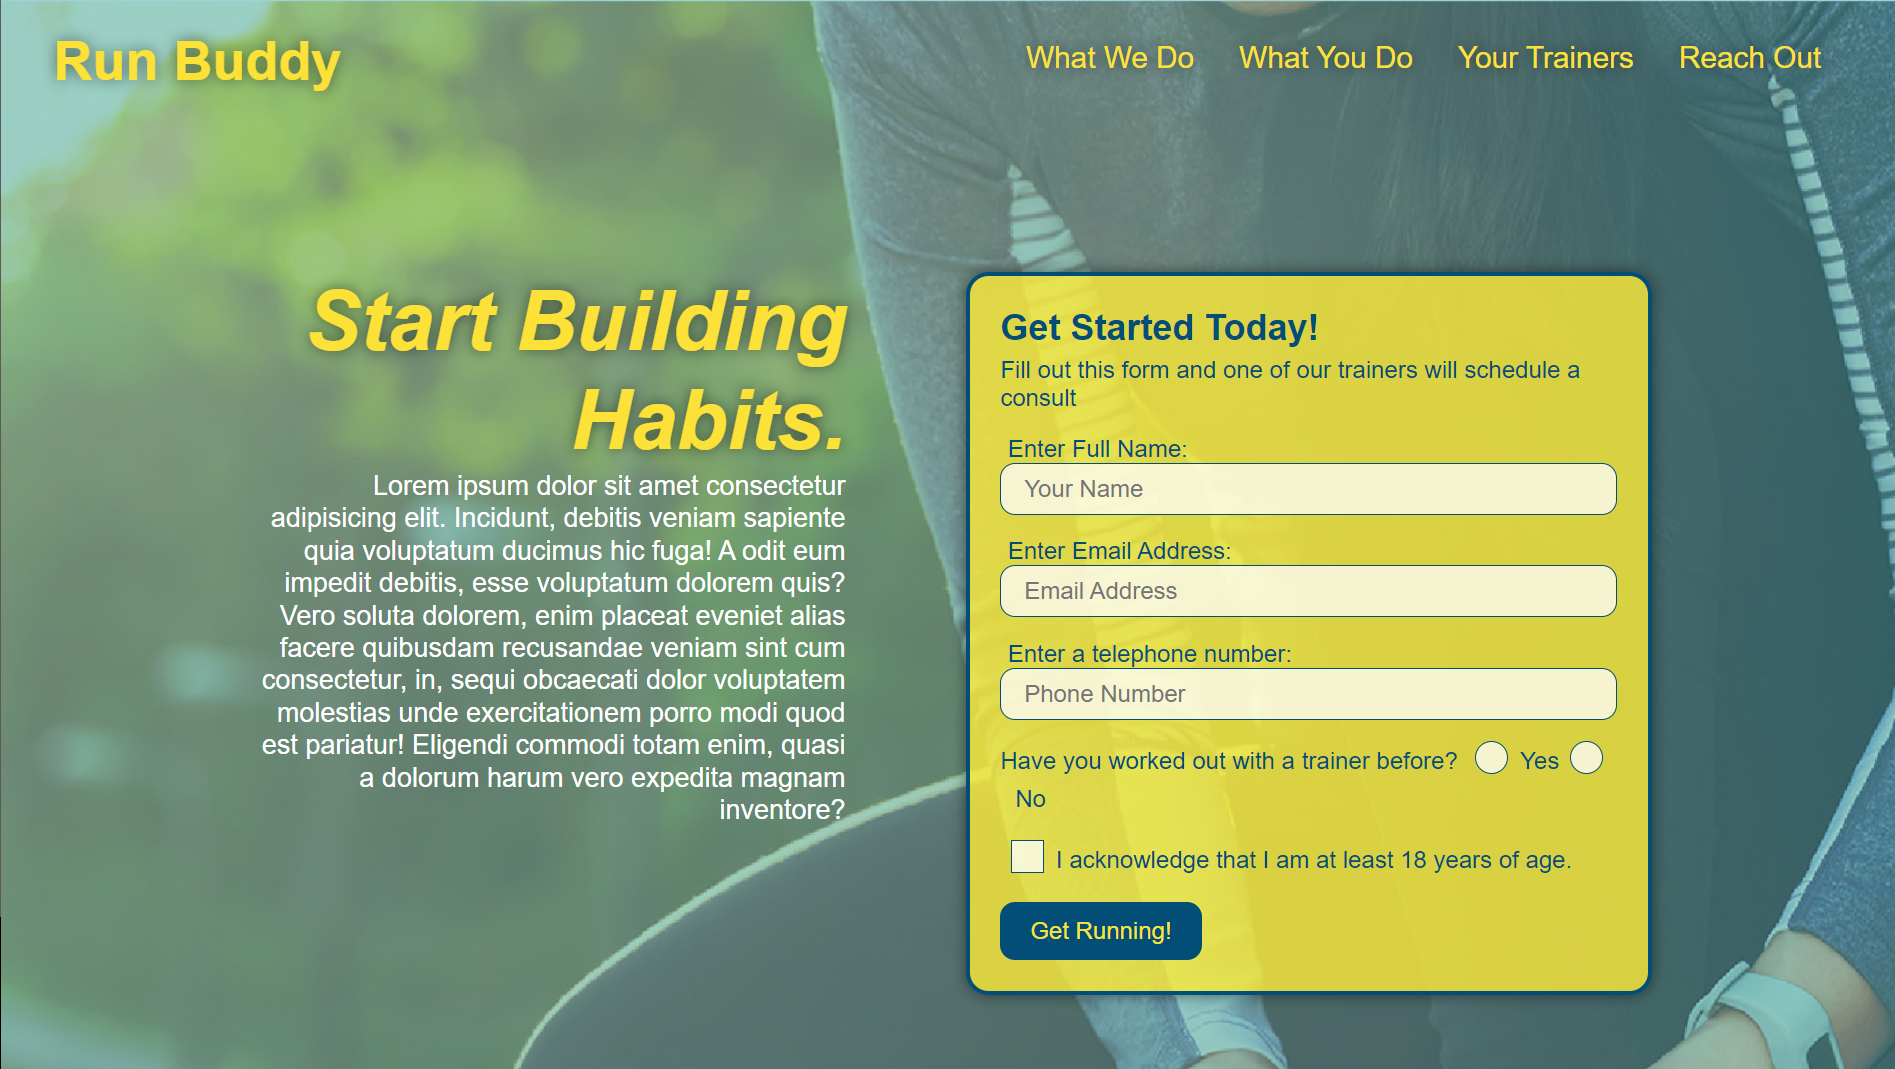 Run Buddy
What We Do
What You Do
Your Trainers
Reach Out
Start Building
Habits.
Lorem ipsum dolor sit amet consectetur
adipisicing elit. Incidunt, debitis veniam sapiente
quia voluptatum ducimus hic fuga! A odit eum
impedit debitis, esse voluptatum dolorem quis?
Vero soluta dolorem, enim placeat eveniet alias
facere quibusdam recusandae veniam sint cum
consectetur, in, sequi obcaecati dolor voluptatem
molestias unde exercitationem porro modi quod
est pariatur! Eligendi commodi totam enim, quasi
a dolorum harum vero expedita magnam
inventore?
Get Started Today!
Fill out this form and one of our trainers will schedule a
consult
Enter Full Name:
Your Name
Enter Email Address:
Email Address
Enter a telephone number:
Phone Number
Have you worked out with a trainer before? Yes
No
I acknowledge that I am at least 18 years of age.
Get Running!